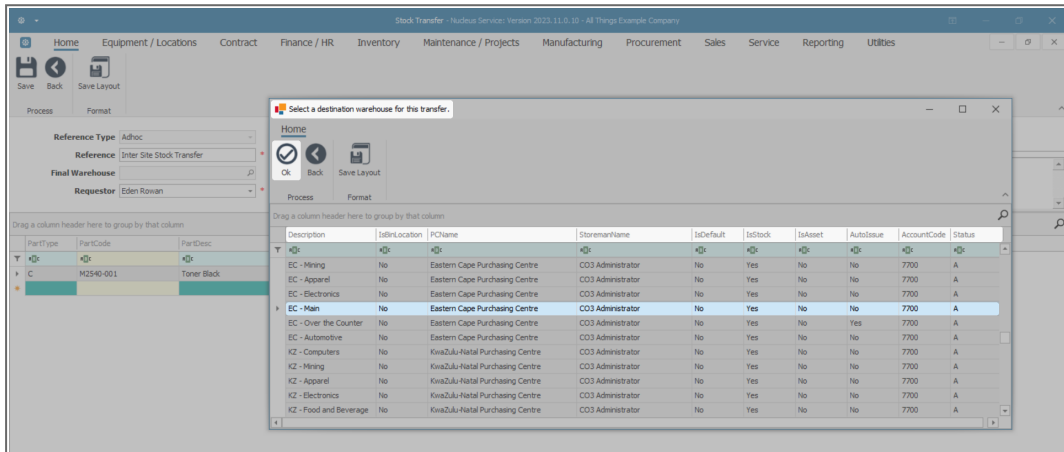 Stock Transfer - Nucleus Service: Version 2023.11.0.10 - All Things Example Company
Home Equipment / Locations Contract Finance / HR Inventory Maintenance / Projects Manufacturing Procurement Sales Service Reporting Utilities
Save Back Save Layout
Process Format
Reference Type Adhoc
Reference Inter Site Stock Transfer *
Final Warehouse
Requestor Eden Rowan *
Drag a column header here to group by that column
PartType PartCode PartDesc
C M2540-001 Toner Black
Select a destination warehouse for this transfer.
Home
Ok Back Save Layout
Process Format
Drag a column header here to group by that column
Description IsBinLocation PCName StoremanName IsDefault IsStock IsAsset AutoIssue AccountCode Status
EC - Mining No Eastern Cape Purchasing Centre CO3 Administrator No Yes No No 7700 A
EC - Apparel No Eastern Cape Purchasing Centre CO3 Administrator No Yes No No 7700 A
EC - Electronics No Eastern Cape Purchasing Centre CO3 Administrator No Yes No No 7700 A
EC - Main No Eastern Cape Purchasing Centre CO3 Administrator No Yes No No 7700 A
EC - Over the Counter No Eastern Cape Purchasing Centre CO3 Administrator No Yes No Yes 7700 A
EC - Automotive No Eastern Cape Purchasing Centre CO3 Administrator No Yes No No 7700 A
KZ - Computers No KwaZulu-Natal Purchasing Centre CO3 Administrator No Yes No No 7700 A
KZ - Mining No KwaZulu-Natal Purchasing Centre CO3 Administrator No Yes No No 7700 A
KZ - Apparel No KwaZulu-Natal Purchasing Centre CO3 Administrator No Yes No No 7700 A
KZ - Electronics No KwaZulu-Natal Purchasing Centre CO3 Administrator No Yes No No 7700 A
KZ - Food and Beverage No KwaZulu-Natal Purchasing Centre CO3 Administrator No Yes No No 7700 A